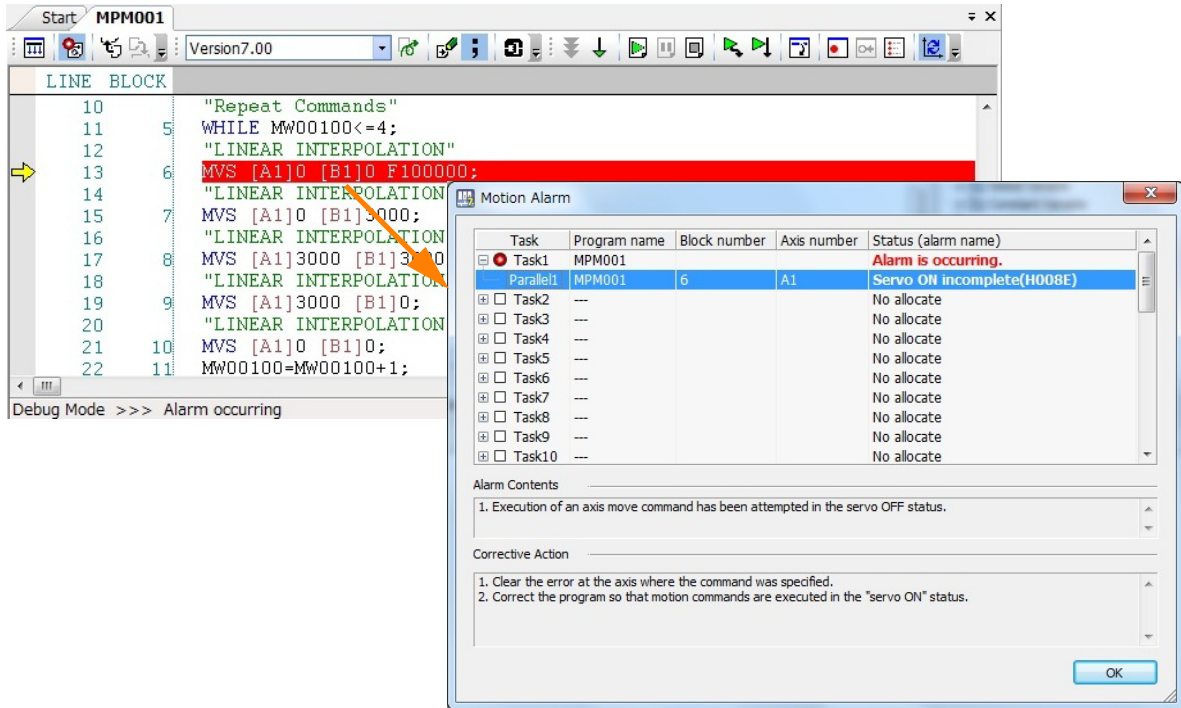 Start MPM001
Version7.00
LINE BLOCK
10 "Repeat Commands"
11 5 WHILE MW00100<=4;
12 "LINEAR INTERPOLATION"
13 6 MVS [A1]0 [B1]0 F100000;
14 "LINEAR INTERPOLATION
15 7 MVS [A1]0 [B1]3000;
16 "LINEAR INTERPOLATION
17 8 MVS [A1]3000 [B1]3000
18 "LINEAR INTERPOLATION
19 9 MVS [A1]3000 [B1]0;
20 "LINEAR INTERPOLATION
21 10 MVS [A1]0 [B1]0;
22 11 MW00100=MW00100+1;
Debug Mode >>> Alarm occurring
Motion Alarm
Task Program name Block number Axis number Status (alarm name)
Task1 MPM001 Alarm is occurring.
Parallel1 MPM001 6 A1 Servo ON incomplete(H008E)
Task2 --- No allocate
Task3 --- No allocate
Task4 --- No allocate
Task5 --- No allocate
Task6 --- No allocate
Task7 --- No allocate
Task8 --- No allocate
Task9 --- No allocate
Task10 --- No allocate
Alarm Contents
1. Execution of an axis move command has been attempted in the servo OFF status.
Corrective Action
1. Clear the error at the axis where the command was specified.
2. Correct the program so that motion commands are executed in the "servo ON" status.
OK